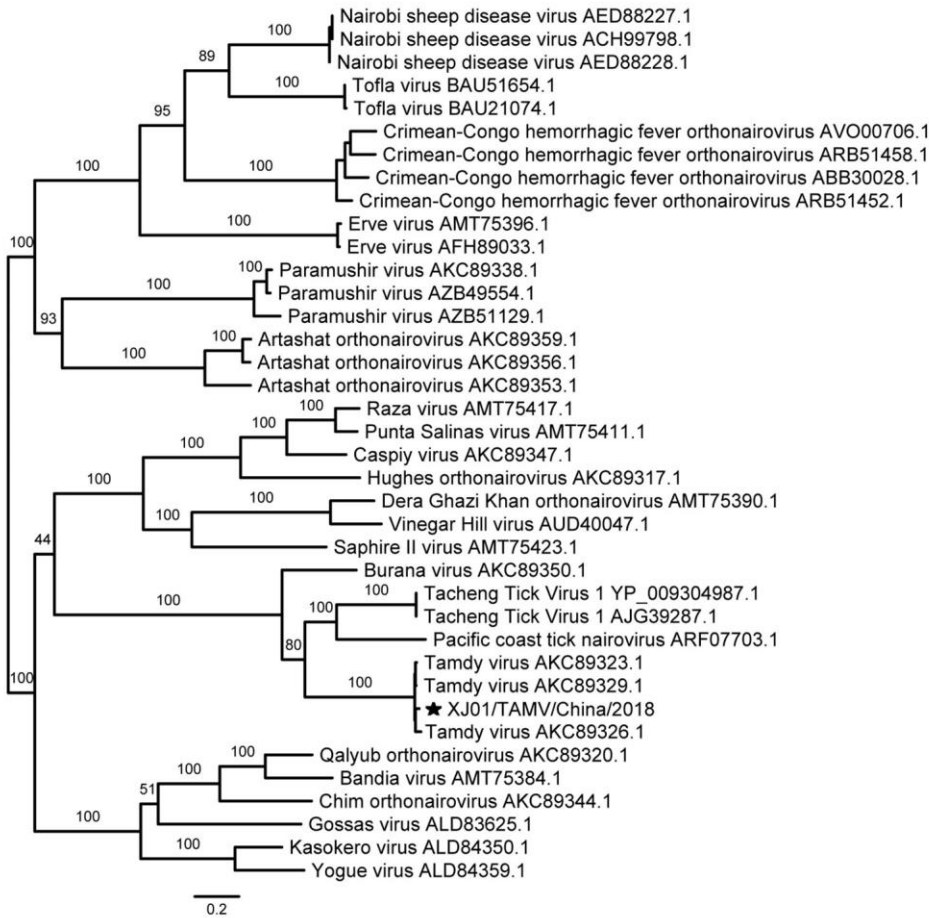 Nairobi sheep disease virus AED88227.1
100
Nairobi sheep disease virus ACH99798.1
89
Nairobi sheep disease virus AED88228.1
100
Tofla virus BAU51654.1
Tofla virus BAU21074.1
95
Crimean-Congo hemorrhagic fever orthonairovirus AVO00706.1
Crimean-Congo hemorrhagic fever orthonairovirus ARB51458.1
100
100
Crimean-Congo hemorrhagic fever orthonairovirus ABB30028.1
Crimean-Congo hemorrhagic fever orthonairovirus ARB51452.1
100
Erve virus AMT75396.1
Erve virus AFH89033.1
100
Paramushir virus AKC89338.1
100
100
Paramushir virus AZB49554.1
93
Paramushir virus AZB51129.1
Artashat orthonairovirus AKC89359.1
100
100
Artashat orthonairovirus AKC89356.1
Artashat orthonairovirus AKC89353.1
Raza virus AMT75417.1
100
Punta Salinas virus AMT75411.1
100
100
Caspiy virus AKC89347.1
Hughes orthonairovirus AKC89317.1
100
Dera Ghazi Khan orthonairovirus AMT75390.1
100
100
Vinegar Hill virus AUD40047.1
44
Saphire II virus AMT75423.1
Burana virus AKC89350.1
100
Tacheng Tick Virus 1 YP_009304987.1
100
100
Tacheng Tick Virus 1 AJG39287.1
80
Pacific coast tick nairovirus ARF07703.1
Tamdy virus AKC89323.1
100
100
Tamdy virus AKC89329.1
★ XJ01/TAMV/China/2018
Tamdy virus AKC89326.1
Qalyub orthonairovirus AKC89320.1
100
100
Bandia virus AMT75384.1
51
Chim orthonairovirus AKC89344.1
Gossas virus ALD83625.1
100
Kasokero virus ALD84350.1
100
Yogue virus ALD84359.1
0.2